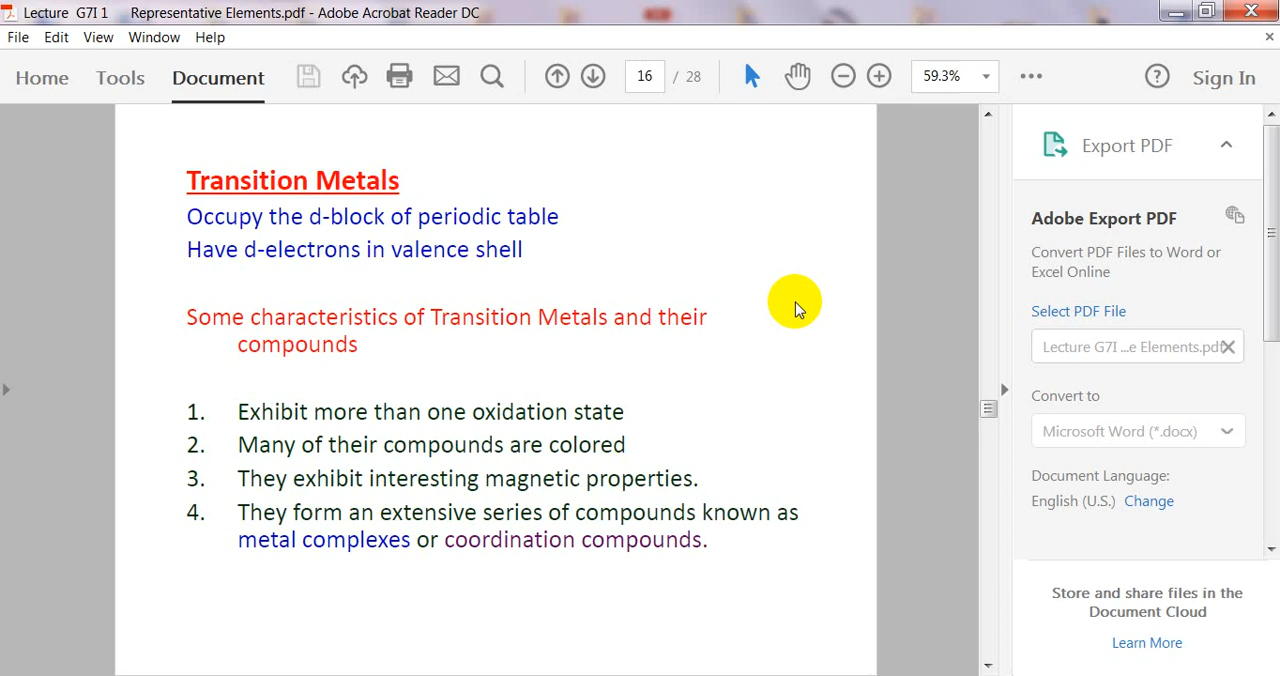 Lecture G7I 1 Representative Elements.pdf - Adobe Acrobat Reader DC
File Edit View Window Help
Home Tools Document 16 / 28 59.3% Sign In
Export PDF
Adobe Export PDF
Convert PDF Files to Word or
Excel Online
Select PDF File
Lecture G7I ...e Elements.pdf
Convert to
Microsoft Word (*.docx)
Document Language:
English (U.S.) Change
Store and share files in the
Document Cloud
Learn More
Transition Metals
Occupy the d-block of periodic table
Have d-electrons in valence shell
Some characteristics of Transition Metals and their
compounds
1. Exhibit more than one oxidation state
2. Many of their compounds are colored
3. They exhibit interesting magnetic properties.
4. They form an extensive series of compounds known as
metal complexes or coordination compounds.